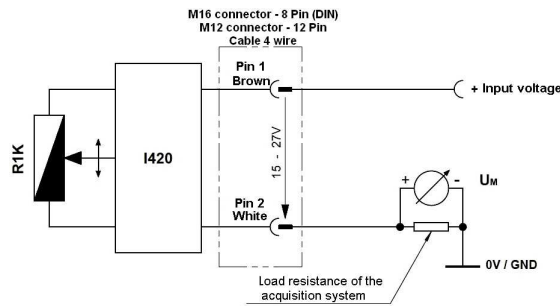 M16 connector - 8 Pin (DIN)
M12 connector - 12 Pin
Cable 4 wire
Pin 1
Brown
+ Input voltage
R1K
I420
15 - 27V
+
-
UM
Pin 2
White
0V / GND
Load resistance of the
acquisition system